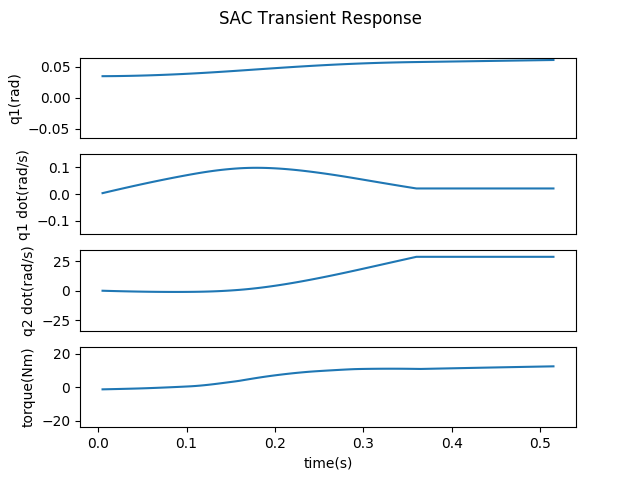 SAC Transient Response
q1(rad)
0.05
0.00
−0.05
q1 dot(rad/s)
0.1
0.0
−0.1
q2 dot(rad/s)
25
0
−25
torque(Nm)
20
0
−20
0.0 0.1 0.2 0.3 0.4 0.5
time(s)